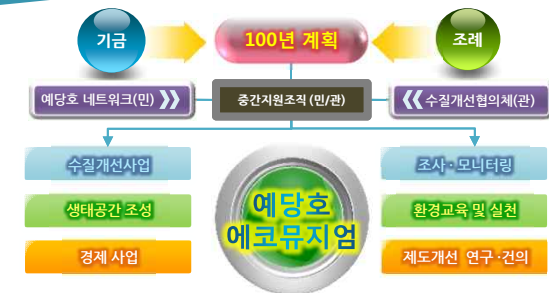 기금
100년 계획
조례
예당호 네트워크(민) 》
중간지원조직 (민/관)
《 수질개선협의체(관)
수질개선사업
조사·모니터링
생태공간 조성
예당호
에코뮤지엄
환경교육 및 실천
경제 사업
제도개선 연구·건의